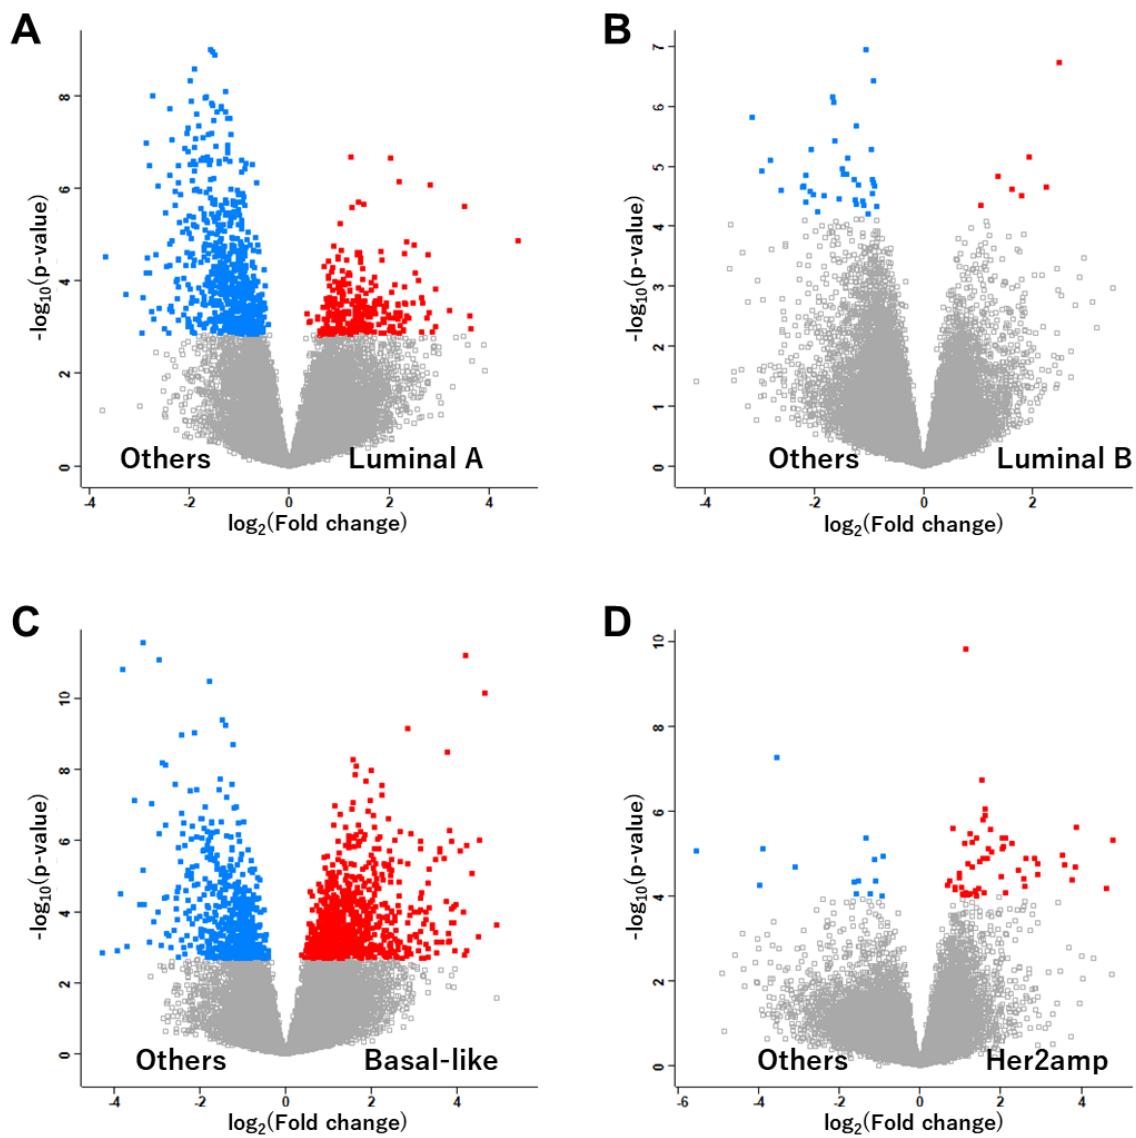 A
-log10(p-value)
8
6
4
2
0
Others
Luminal A
-4 -2 0 2 4
log2(Fold change)
B
-log10(p-value)
7
6
5
4
3
2
1
0
Others
Luminal B
-4 -2 0 2
log2(Fold change)
C
-log10(p-value)
10
8
6
4
2
0
Others
Basal-like
-4 -2 0 2 4
log2(Fold change)
D
-log10(p-value)
10
8
6
4
2
0
Others
Her2amp
-6 -4 -2 0 2 4
log2(Fold change)